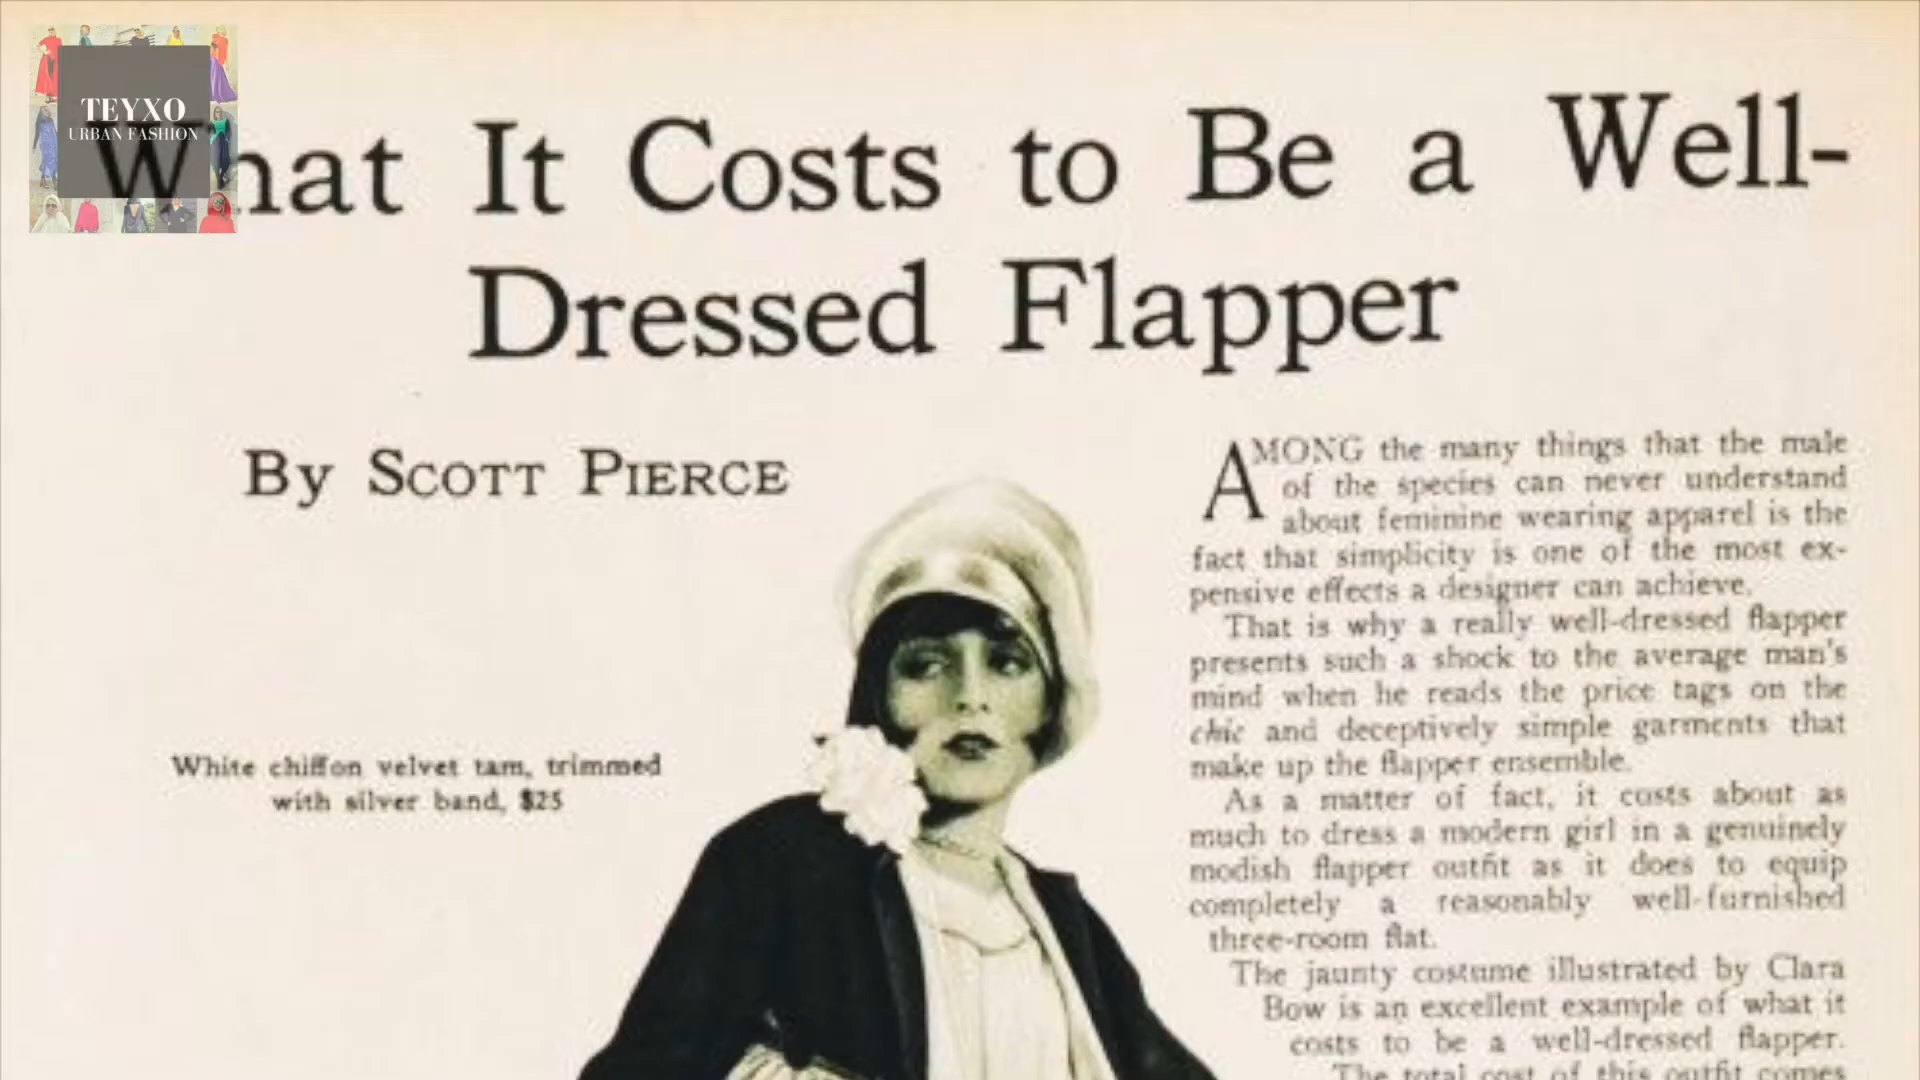 TEYXO
URBAN FASHION
What It Costs to Be a Well-
Dressed Flapper
By SCOTT PIERCE
White chiffon velvet tam, trimmed
with silver band, $25
AMONG the many things that the male
of the species can never understand
about feminine wearing apparel is the
fact that simplicity is one of the most ex-
pensive effects a designer can achieve.
That is why a really well-dressed flapper
presents such a shock to the average man's
mind when he reads the price tags on the
chic and deceptively simple garments that
make up the flapper ensemble.
As a matter of fact, it costs about as
much to dress a modern girl in a genuinely
modish flapper outfit as it does to equip
completely a reasonably well-furnished
three-room flat.
The jaunty costume illustrated by Clara
Bow is an excellent example of what it
costs to be a well-dressed flapper.
The total cost of this outfit comes